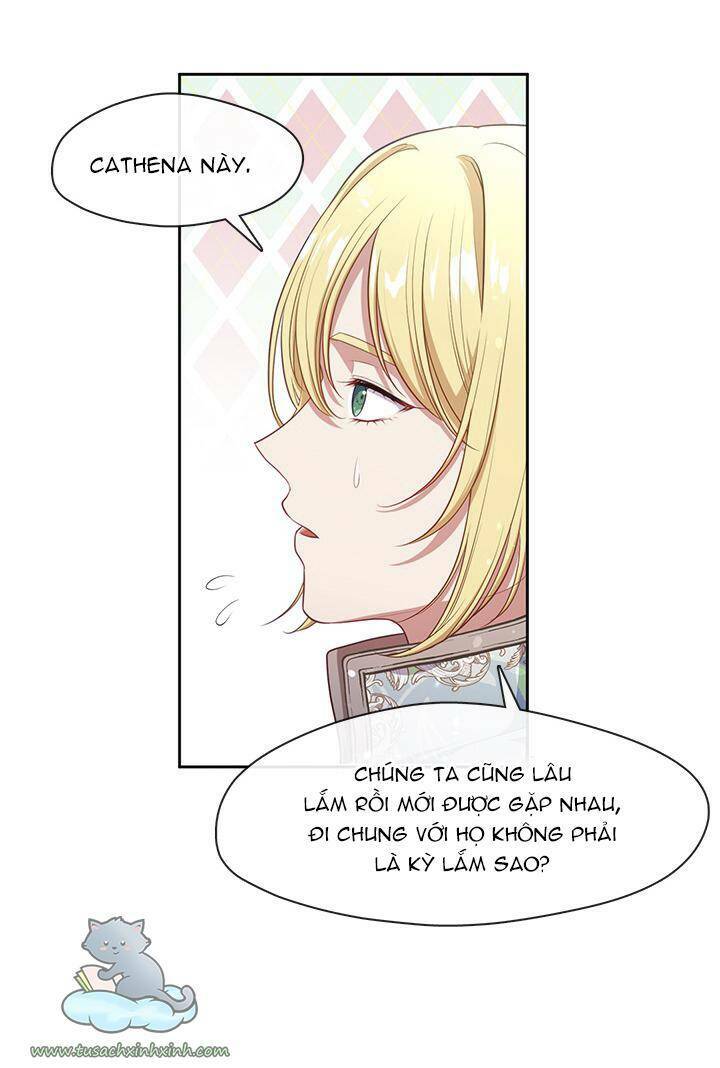 CATHENA NÀY.
CHÚNG TA CŨNG LÂU
LẮM RỒI MỚI ĐƯỢC GẶP NHAU,
ĐI CHUNG VỚI HỌ KHÔNG PHẢI
LÀ KỲ LẮM SAO?
www.tusachxinhxinh.com